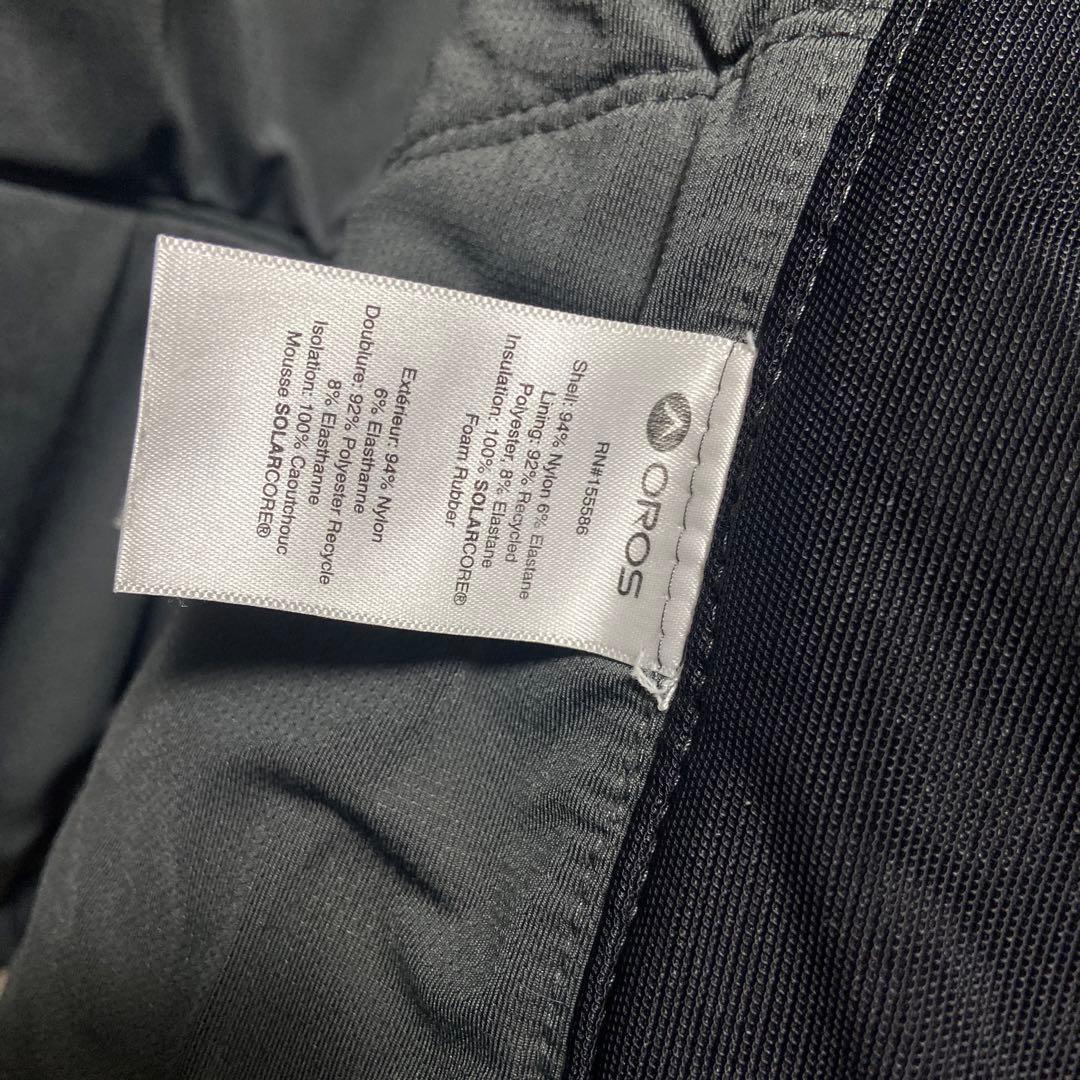 OROS
RN#155586
Shell: 94% Nylon 6% Elastane
Lining: 92% Recycled
Polyester, 8% Elastane
Insulation: 100% SOLARCORE®
Foam Rubber
Extérieur: 94% Nylon
6% Elasthanne
Doublure: 92% Polyester Recycle
8% Elasthanne
Isolation: 100% Caoutchouc
Mousse SOLARCORE®